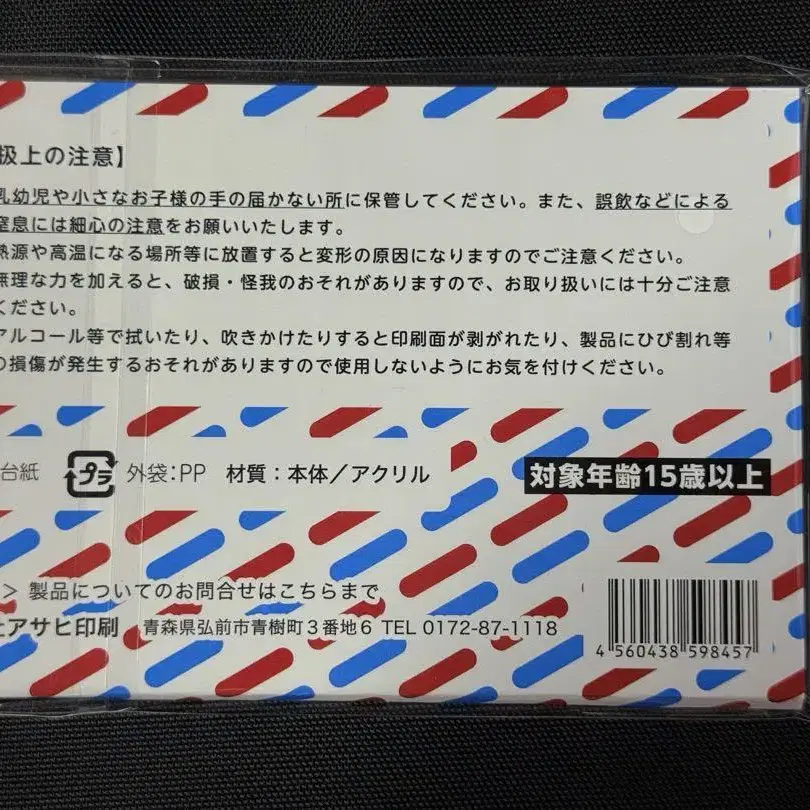 扱上の注意】
乳幼児や小さなお子様の手の届かない所に保管してください。また、誤飲などによる
窒息には細心の注意をお願いいたします。
熱源や高温になる場所等に放置すると変形の原因になりますのでご注意ください。
無理な力を加えると、破損・怪我のおそれがありますので、お取り扱いには十分ご注意
ください。
アルコール等で拭いたり、吹きかけたりすると印刷面が剥がれたり、製品にひび割れ等
の損傷が発生するおそれがありますので使用しないようにお気を付けください。
台紙 プラ 外袋:PP 材質:本体/アクリル
対象年齢15歳以上
> 製品についてのお問合せはこちらまで
社アサヒ印刷 青森県弘前市青樹町3番地6 TEL 0172-87-1118
4 560438 598457